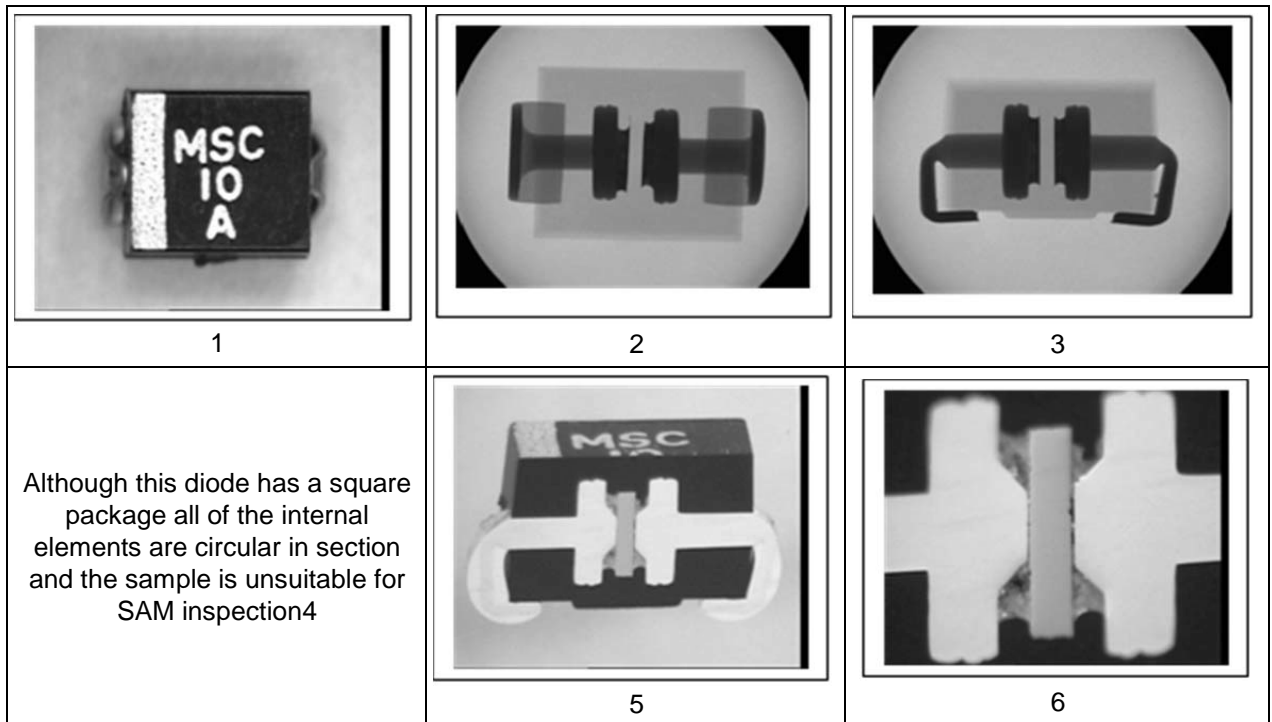 MSC
10
A
1
2
3
Although this diode has a square
package all of the internal
elements are circular in section
and the sample is unsuitable for
SAM inspection4
MSC
5
6